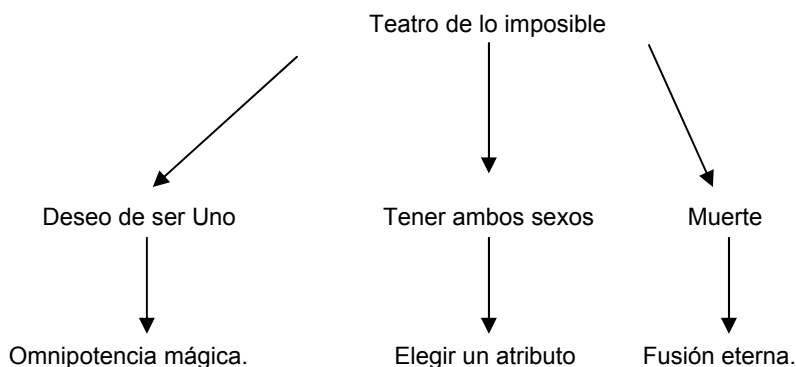 Teatro de lo imposible
Deseo de ser Uno
Tener ambos sexos
Muerte
Omnipotencia mágica.
Elegir un atributo
Fusión eterna.